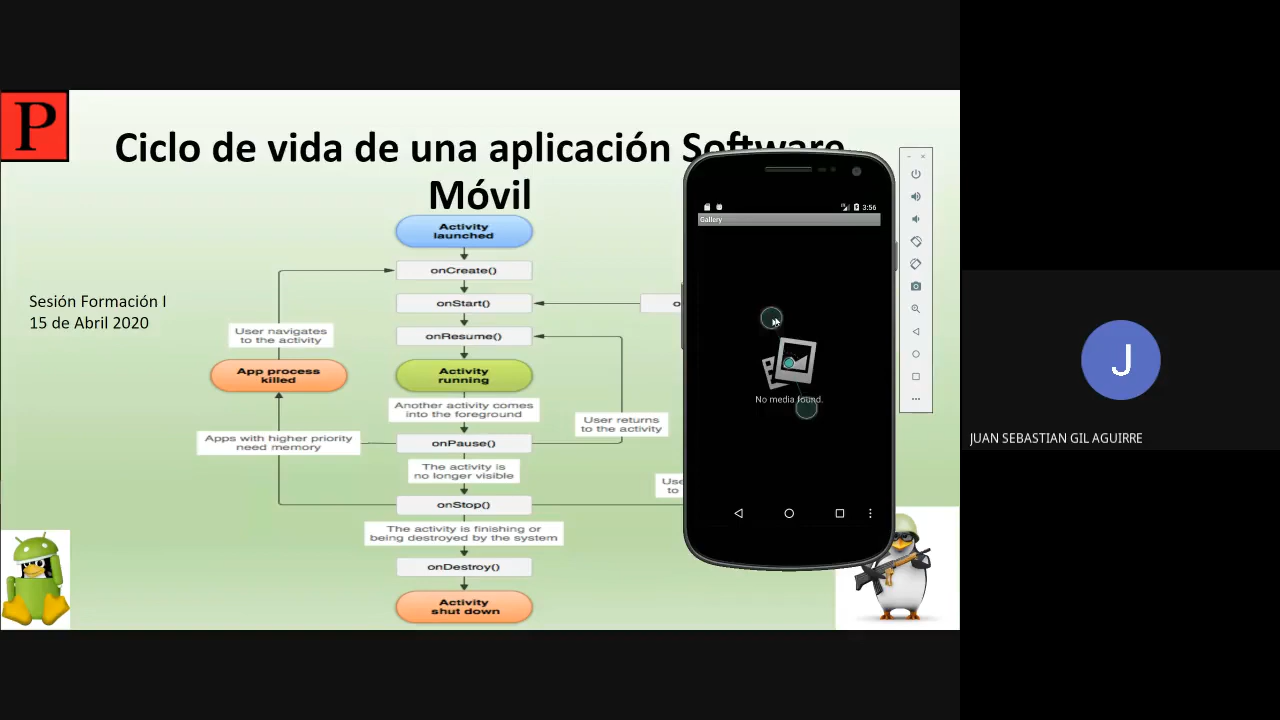 P
Ciclo de vida de una aplicación Software
Móvil
Sesión Formación I
15 de Abril 2020
Activity
launched
onCreate()
onStart()
onResume()
User navigates
to the activity
App process
killed
Activity
running
Another activity comes
into the foreground
User returns
to the activity
Apps with higher priority
need memory
onPause()
The activity is
no longer visible
to
onStop()
The activity is finishing or
being destroyed by the system
onDestroy()
Activity
shut down
3:56
Gallery
No media found.
J
JUAN SEBASTIAN GIL AGUIRRE